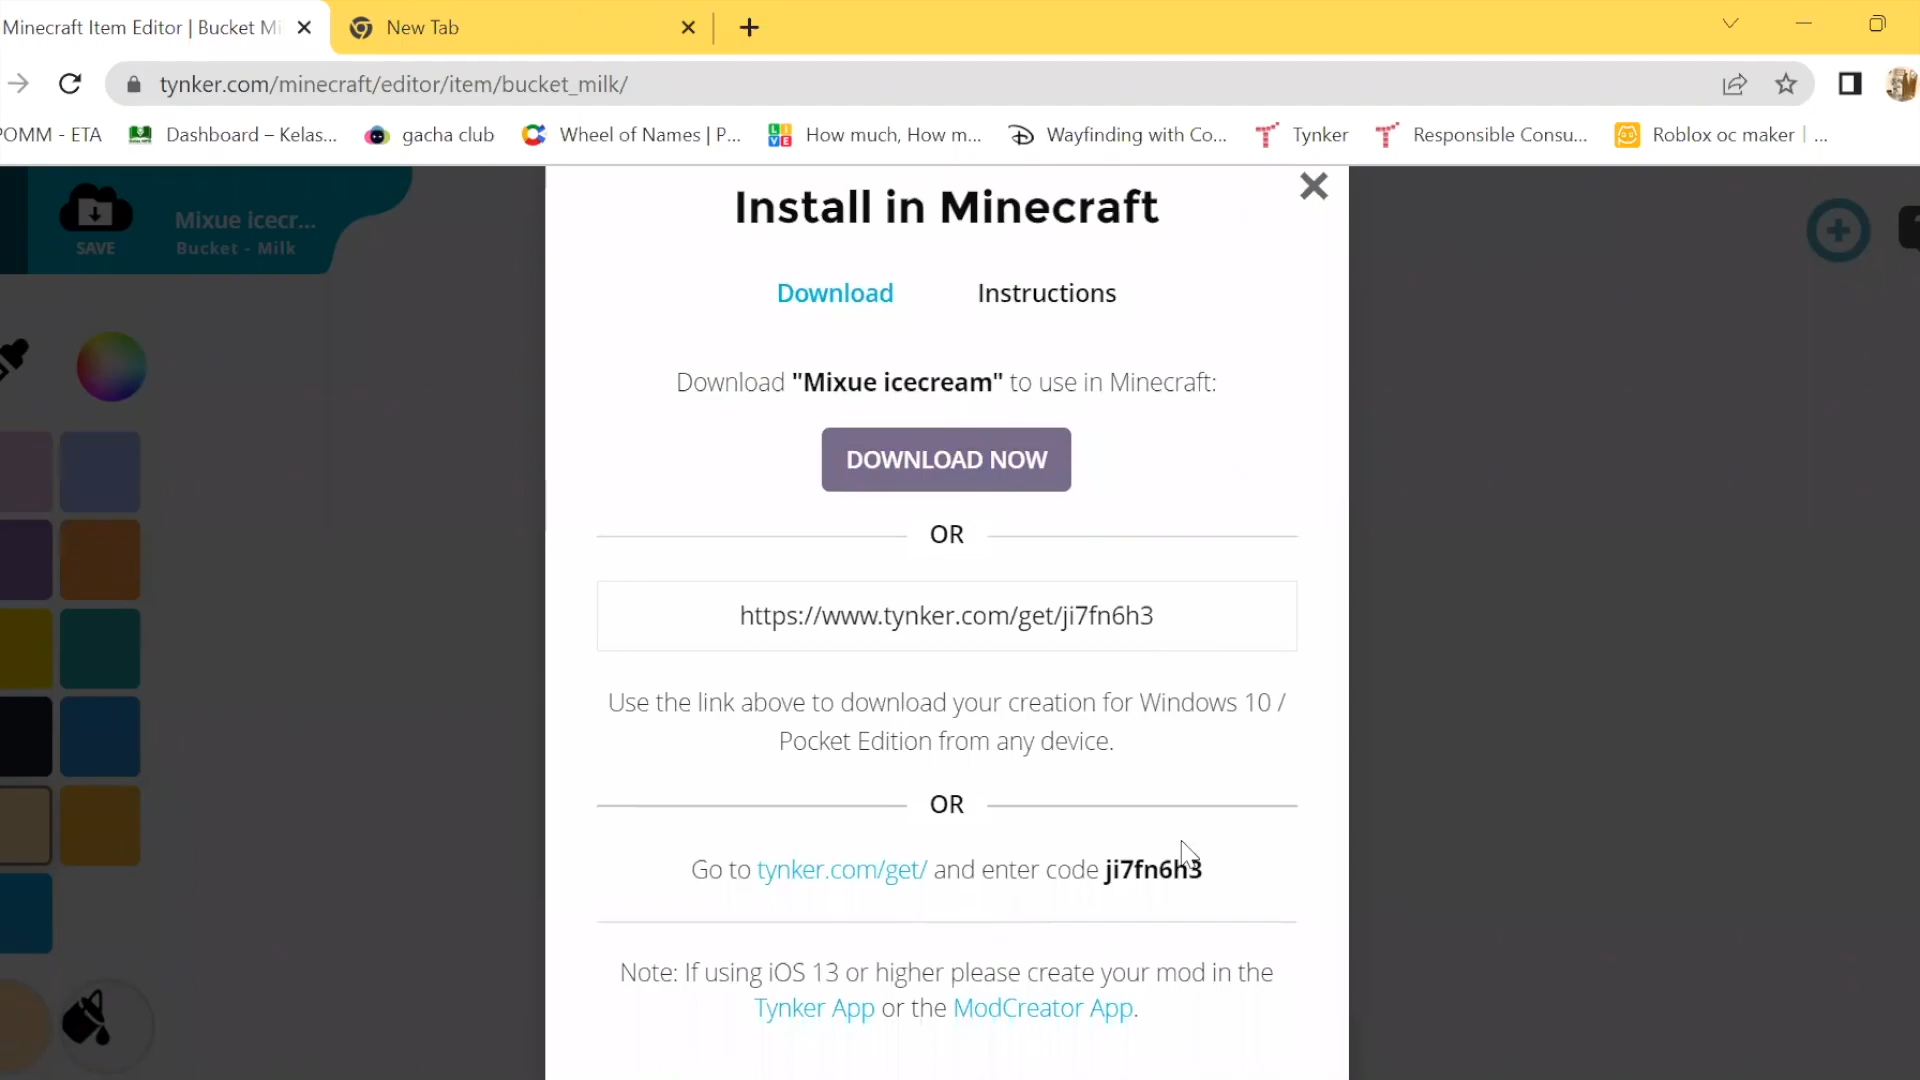 Minecraft Item Editor | Bucket Mi
New Tab
tynker.com/minecraft/editor/item/bucket_milk/
POMM - ETA
Dashboard – Kelas...
gacha club
Wheel of Names | P...
LIVE
How much, How m...
Wayfinding with Co...
Tynker
Responsible Consu...
Roblox oc maker | ...
SAVE
Mixue icecr...
Bucket - Milk
Install in Minecraft
Download
Instructions
Download "Mixue icecream" to use in Minecraft:
DOWNLOAD NOW
OR
https://www.tynker.com/get/ji7fn6h3
Use the link above to download your creation for Windows 10 /
Pocket Edition from any device.
OR
Go to tynker.com/get/ and enter code ji7fn6h3
Note: If using iOS 13 or higher please create your mod in the
Tynker App or the ModCreator App.